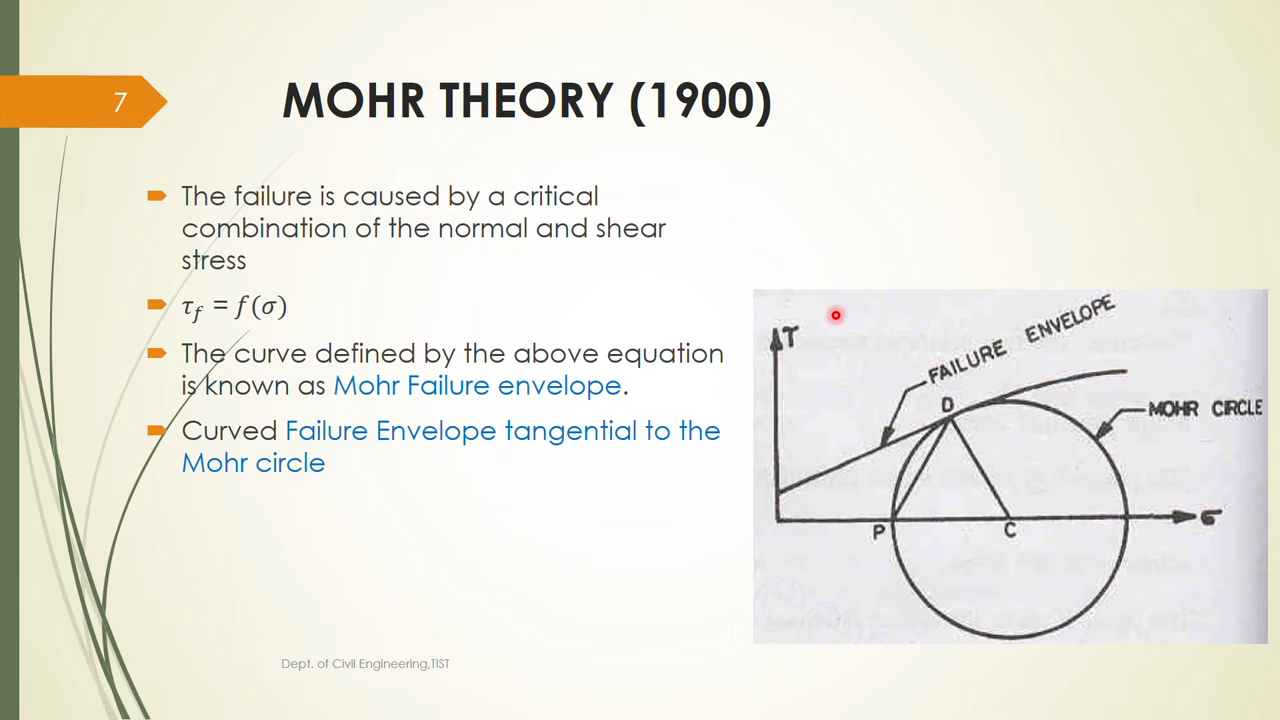 7
MOHR THEORY (1900)
The failure is caused by a critical
combination of the normal and shear
stress
τf = f(σ)
The curve defined by the above equation
is known as Mohr Failure envelope.
Curved Failure Envelope tangential to the
Mohr circle
τ
FAILURE ENVELOPE
D
MOHR CIRCLE
P
C
σ
Dept. of Civil Engineering,TIST